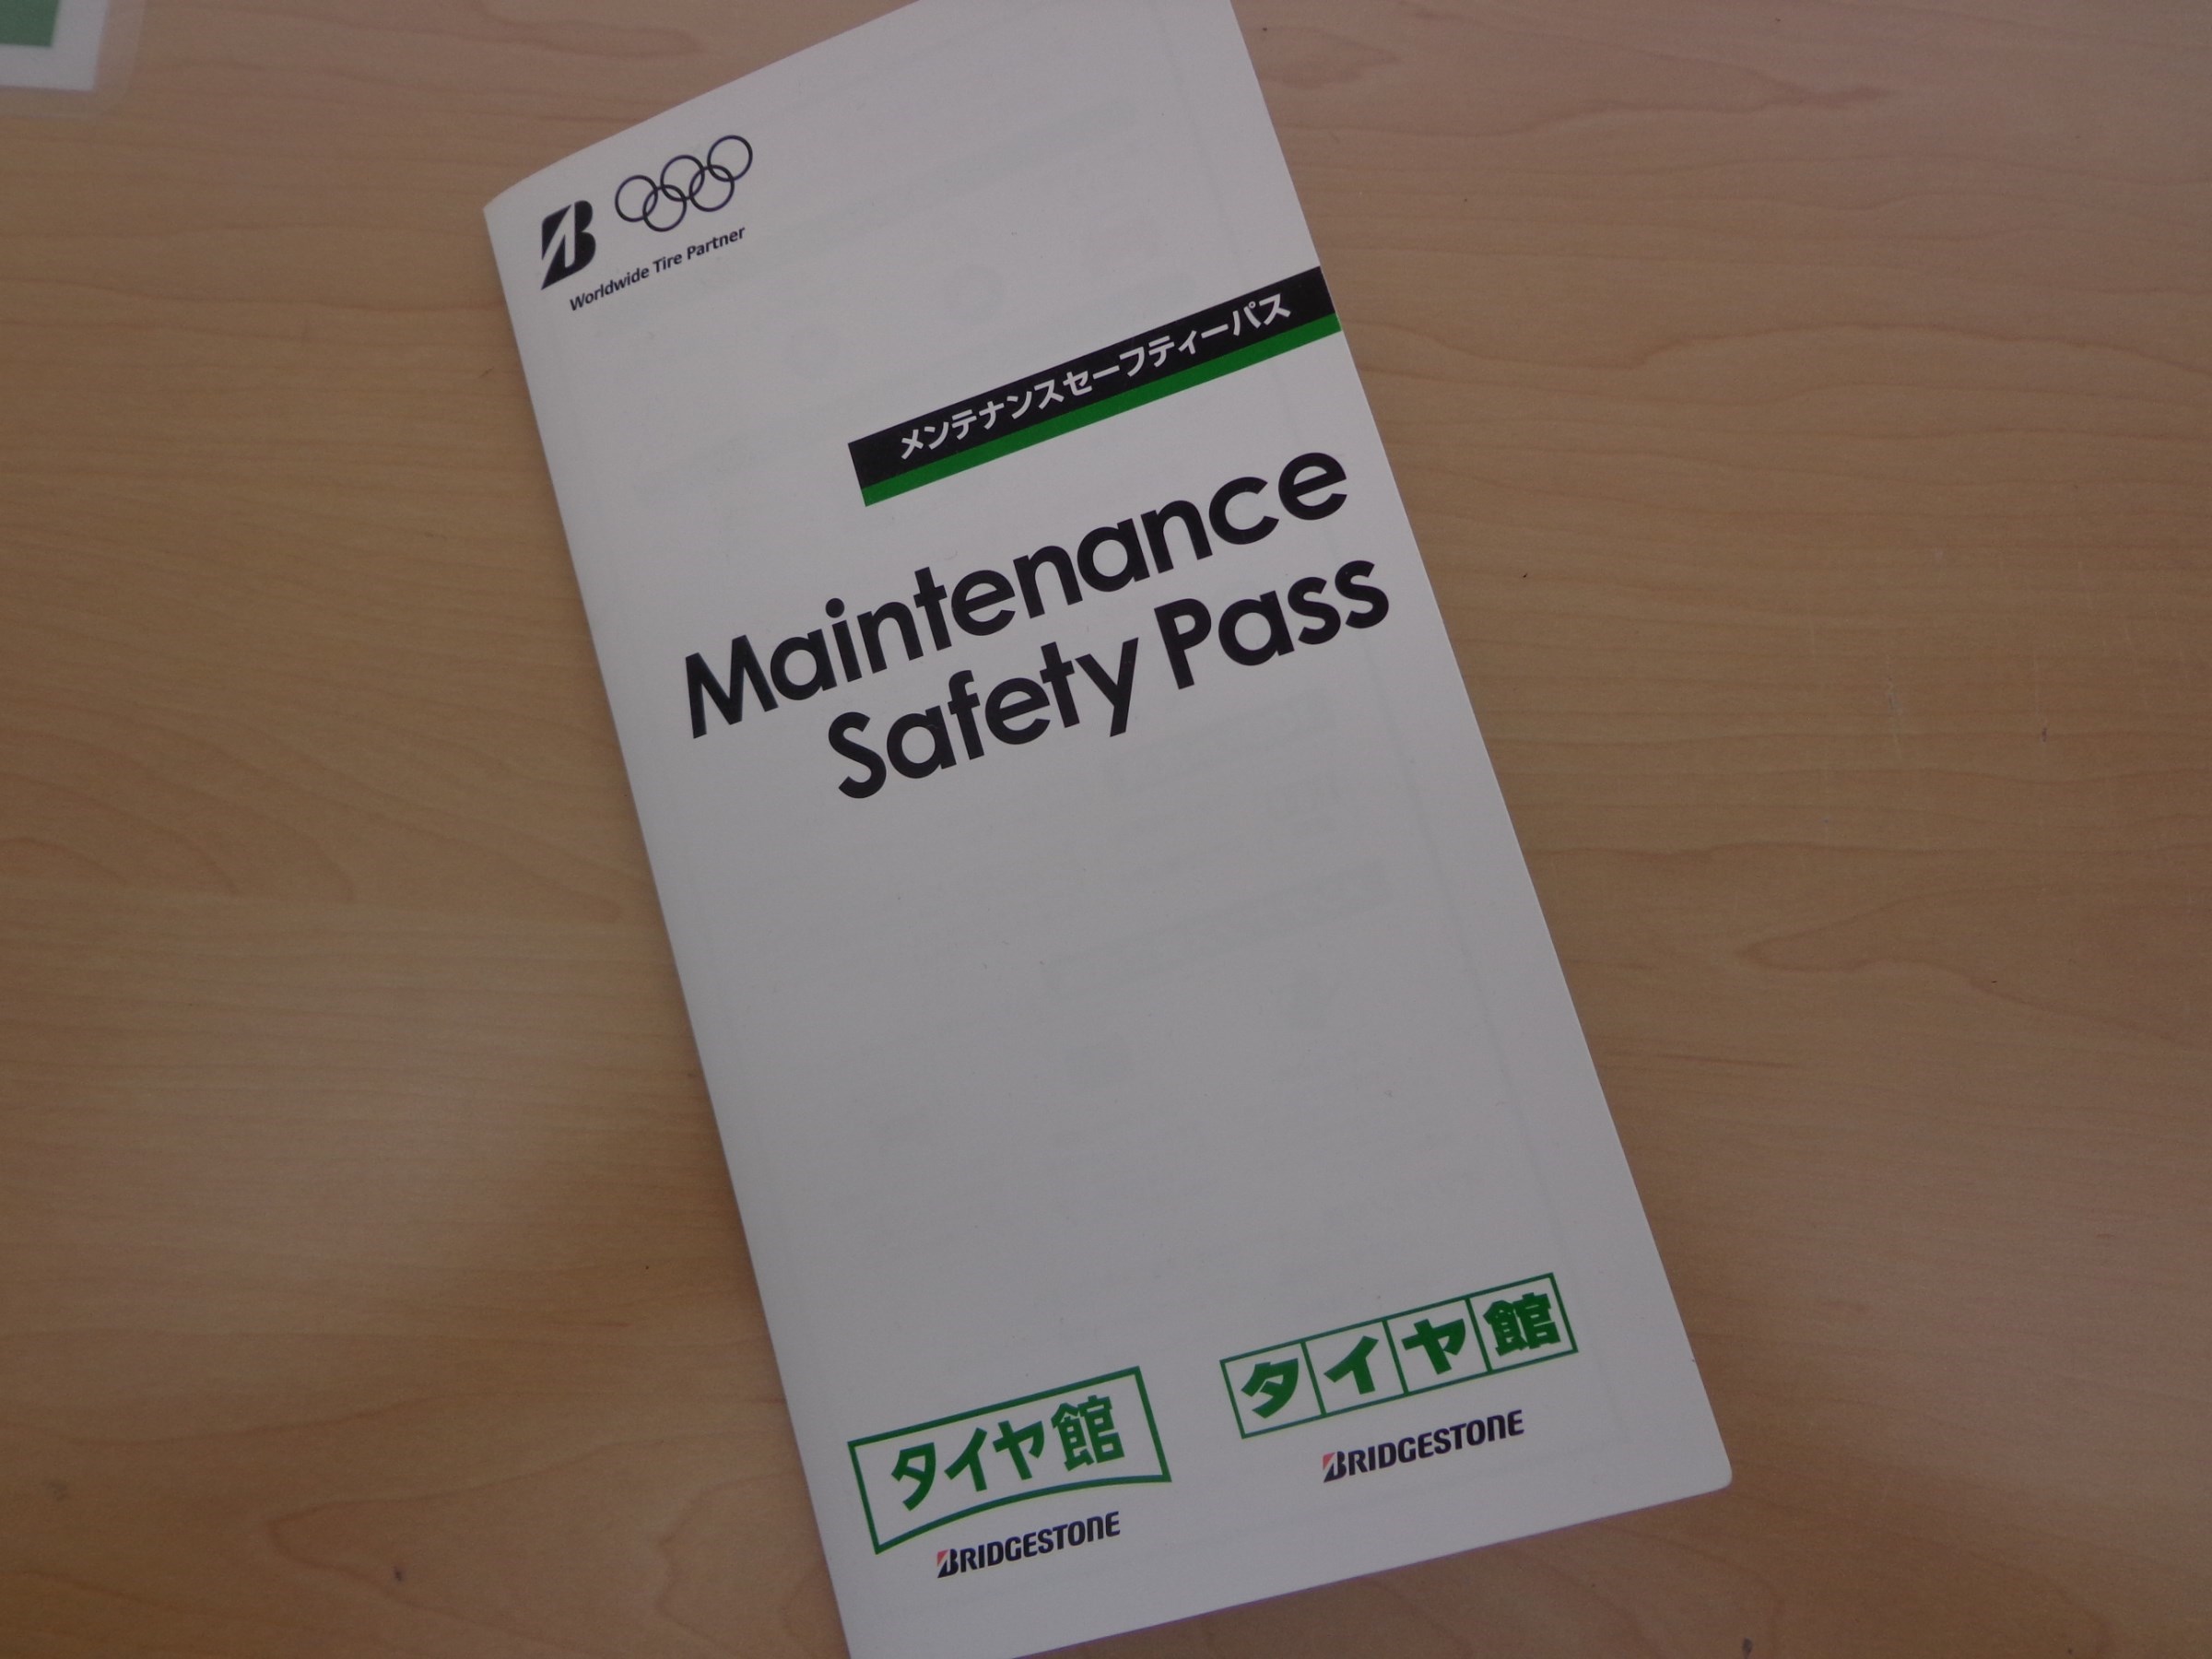 B
Worldwide Tire Partner
メンテナンスセーフティーパス
Maintenance
Safety Pass
タイヤ館
BRIDGESTONE
タイヤ館
BRIDGESTONE